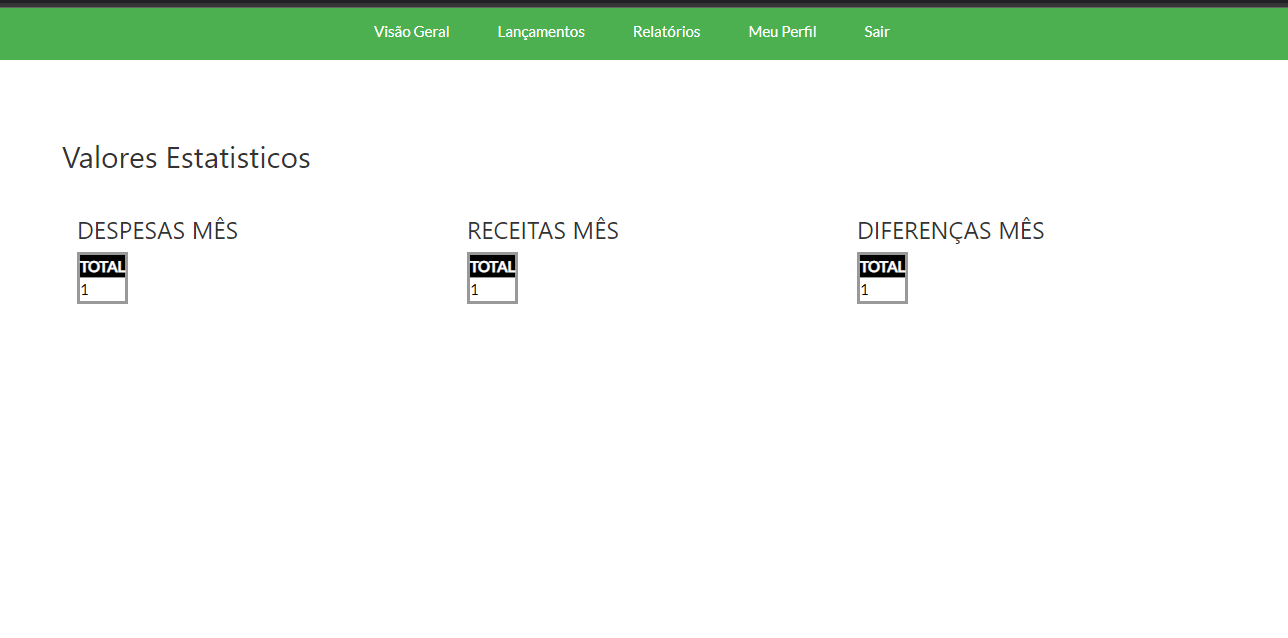 Visão Geral Lançamentos Relatórios Meu Perfil Sair
Valores Estatisticos
DESPESAS MÊS RECEITAS MÊS DIFERENÇAS MÊS
TOTAL TOTAL TOTAL
1 1 1